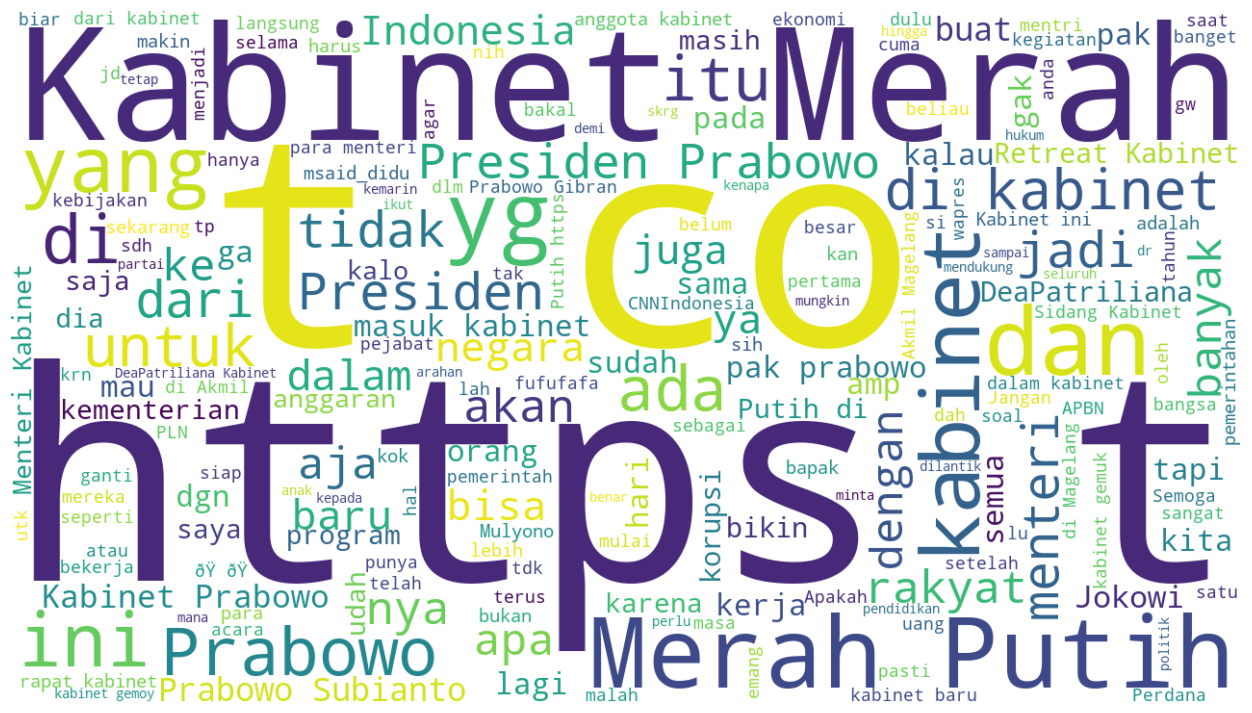 biar
dari kabinet
langsung
anggota kabinet
ekonomi
dulu
mentri
saat
Kabinet Merah
makin
selama
harus
Indonesia
nih
masih
cuma
hingga
buat
kegiatan
pak
banget
jd
tetap
menjadi
agar
bakal
itu
skrg
demi
pada
beliau
hukum
gak
anda
gw
yang
hanya
para menteri
msaid_didu
kemarin
ikut
Presiden Prabowo
dlm
Prabowo Gibran
kenapa
kalau
Retreat Kabinet
di kabinet
kebijakan
sekarang
tp
t co
tidak
yg
Putih https
belum
besar
kan
si
wapres
Kabinet ini
adalah
di
sdh
ga
partai
ke
saja
kalo
tak
juga
sama
pertama
CNNIndonesia
mungkin
Akmil Magelang
mendukung
jadi
sampai
dr
tahun
seluruh
banyak
dari
Presiden
DeaPatriliana
Sidang Kabinet
dia
masuk kabinet
ya
sih
dan
oleh
pemerintahan
Menteri Kabinet
untuk
pejabat
negara
sudah
pak prabowo
kabinet
DeaPatriliana Kabinet
arahan
krn
di Akmil
dalam
lah
fufufafa
ada
amp
dalam kabinet
Jangan
soal
APBN
bangsa
mau
anggaran
akan
Putih di
kementerian
PLN
sebagai
dengan
dah
dilantik
menteri
di Magelang
kabinet gemuk
https t
aja
kok
orang
korupsi
bapak
semua
tapi
ganti
siap
pemerintah
hari
minta
Semoga
utk
mereka
seperti
dgn
anak
kepada
hal
bisa
benar
sangat
saya
baru
program
Mulyono
mulai
bikin
lu
kita
atau
bekerja
ðŸ ðŸ
punya
lebih
tdk
setelah
telah
rakyat
Kabinet Prabowo
udah
nya
terus
karena
kerja
Apakah
pendidikan
Jokowi
satu
mana
para
acara
bukan
masa
perlu
uang
ini
Prabowo
apa
Merah Putih
politik
rapat kabinet
kabinet gemoy
Prabowo Subianto
lagi
malah
emang
pasti
kabinet baru
Perdana